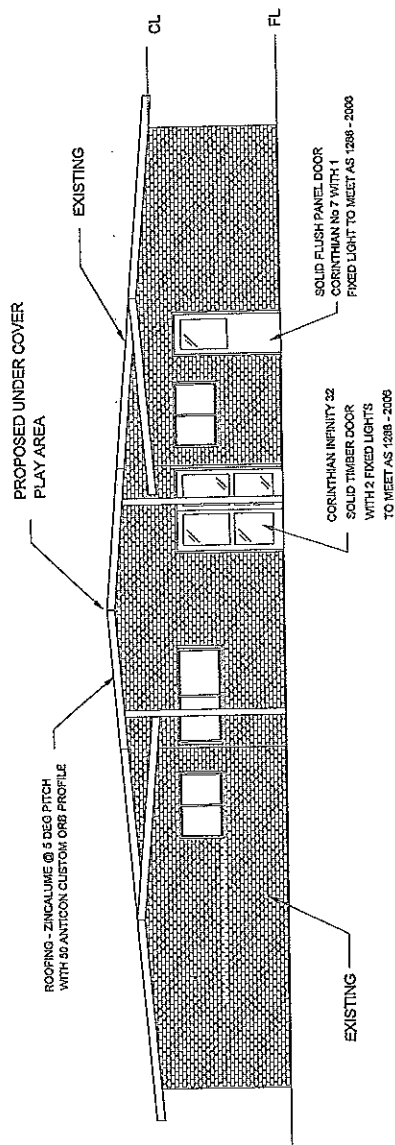 PROPOSED UNDER COVER
PLAY AREA
ROOFING - ZINCALUME @ 5 DEG PITCH
WITH 50 ANTICON CUSTOM ORB PROFILE
EXISTING
CL
FL
EXISTING
CORINTHIAN INFINITY 32
SOLID TIMBER DOOR
WITH 2 FIXED LIGHTS
TO MEET AS 1288 - 2006
SOLID FLUSH PANEL DOOR
CORINTHIAN No 7 WITH 1
FIXED LIGHT TO MEET AS 1288 - 2006